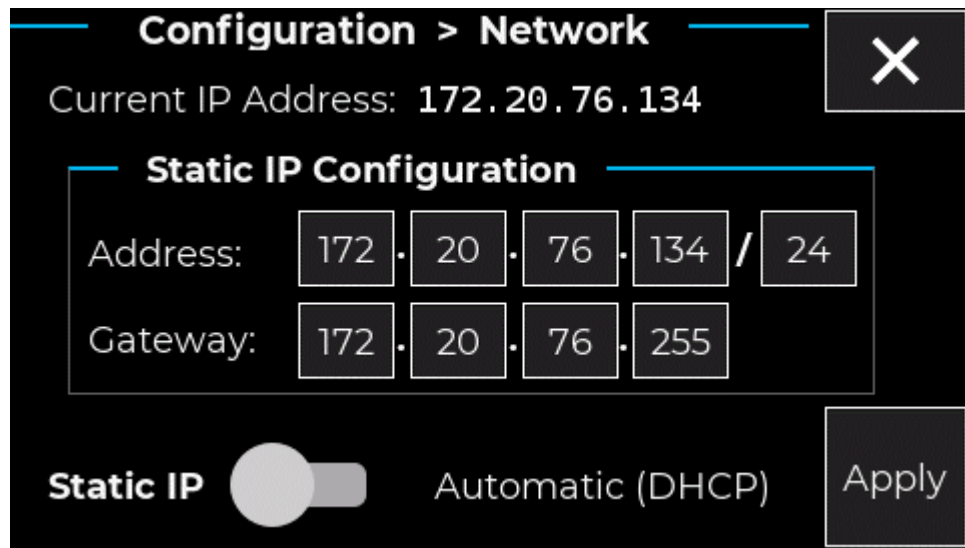 Configuration > Network
Current IP Address: 172.20.76.134
Static IP Configuration
Address: 172 . 20 . 76 . 134 / 24
Gateway: 172 . 20 . 76 . 255
Static IP Automatic (DHCP) Apply